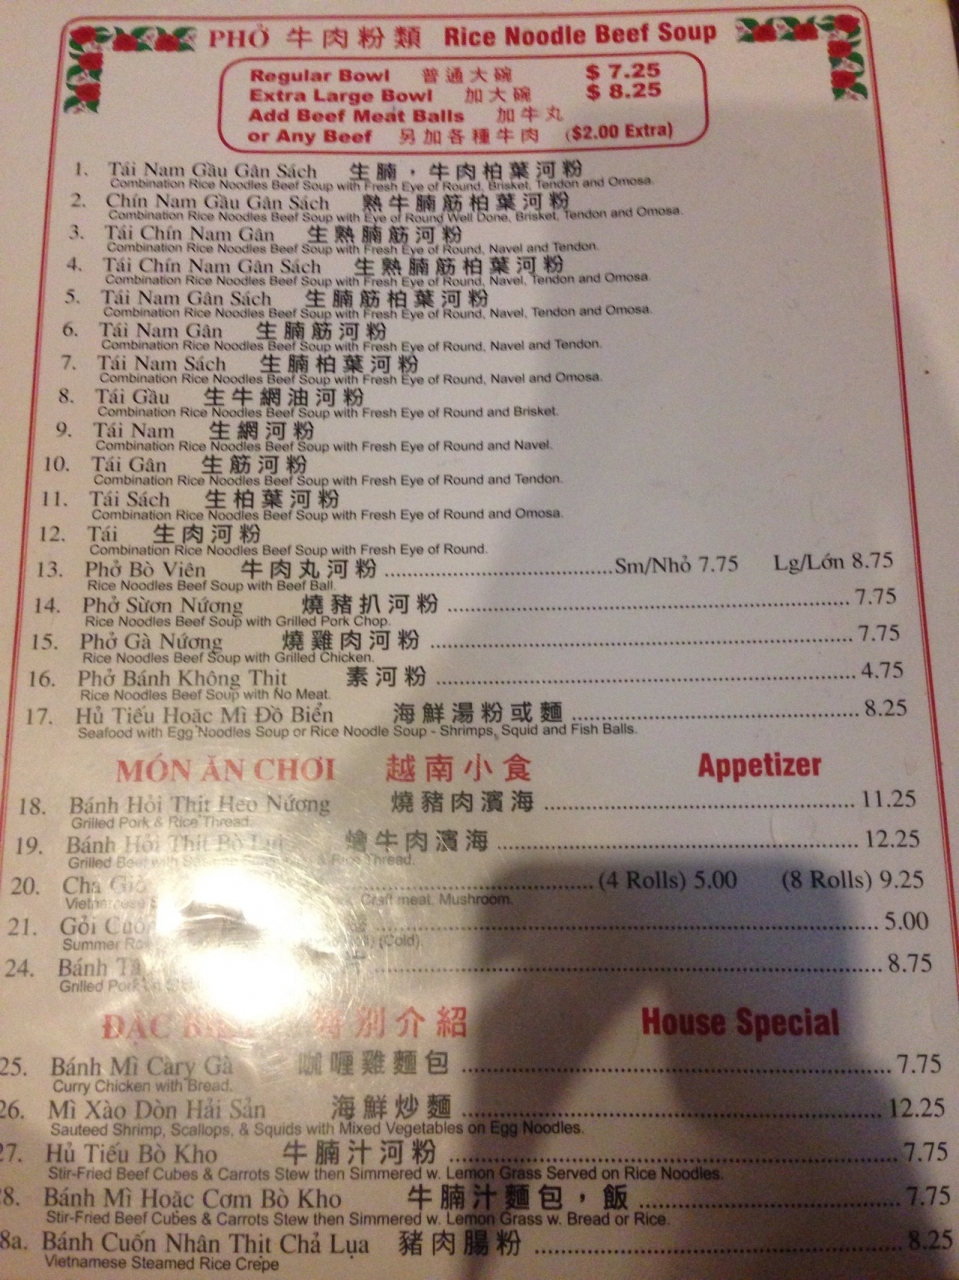 PHỞ 牛肉粉類 Rice Noodle Beef Soup
Regular Bowl 普通大碗 $ 7.25
Extra Large Bowl 加大碗 $ 8.25
Add Beef Meat Balls 加牛丸
or Any Beef 另加各種牛肉 ($2.00 Extra)
1. Tái Nam Gầu Gân Sách 生腩，牛肉柏葉河粉
Combination Rice Noodles Beef Soup with Fresh Eye of Round, Brisket, Tendon and Omosa.
2. Chín Nam Gầu Gân Sách 熟牛腩筋柏葉河粉
Combination Rice Noodles Beef Soup with Eye of Round Well Done, Brisket, Tendon and Omosa.
3. Tái Chín Nam Gân 生熟腩筋河粉
Combination Rice Noodles Beef Soup with Fresh Eye of Round, Navel and Tendon.
4. Tái Chín Nam Gân Sách 生熟腩筋柏葉河粉
Combination Rice Noodles Beef Soup with Fresh Eye of Round, Navel, Tendon and Omosa
5. Tái Nam Gân Sách 生腩筋柏葉河粉
Combination Rice Noodles Beef Soup with Fresh Eye of Round, Navel, Tendon and Omosa.
6. Tái Nam Gân 生腩筋河粉
Combination Rice Noodles Beef Soup with Fresh Eye of Round, Navel and Tendon.
7. Tái Nam Sách 生腩柏葉河粉
Combination Rice Noodles Beef Soup with Fresh Eye of Round, Navel and Omosa.
8. Tái Gầu 生牛網油河粉
Combination Rice Noodles Beef Soup with Fresh Eye of Round and Brisket.
9. Tái Nam 生網河粉
Combination Rice Noodles Beef Soup with Fresh Eye of Round and Navel.
10. Tái Gân 生筋河粉
Combination Rice Noodles Beef Soup with Fresh Eye of Round and Tendon.
11. Tái Sách 生柏葉河粉
Combination Rice Noodles Beef Soup with Fresh Eye of Round and Omosa.
12. Tái 生肉河粉
Combination Rice Noodles Beef Soup with Fresh Eye of Round.
13. Phở Bò Viên 牛肉丸河粉 Sm/Nhỏ 7.75 Lg/Lớn 8.75
Rice Noodles Beef Soup with Beef Ball.
14. Phở Sườn Nướng 燒豬扒河粉 7.75
Rice Noodles Beef Soup with Grilled Pork Chop.
15. Phở Gà Nướng 燒雞肉河粉 7.75
Rice Noodles Beef Soup with Grilled Chicken.
16. Phở Bánh Không Thịt 素河粉 4.75
Rice Noodles Beef Soup with No Meat.
17. Hủ Tiếu Hoặc Mì Đồ Biển 海鮮湯粉或麵 8.25
Seafood with Egg Noodles Soup or Rice Noodle Soup - Shrimps, Squid and Fish Balls.
MÓN ĂN CHƠI 越南小食 Appetizer
18. Bánh Hỏi Thịt Heo Nướng 燒豬肉濱海 11.25
Grilled Pork & Rice Thread.
19. Bánh Hỏi Thịt Bò Lụi 燴牛肉濱海 12.25
Grilled Beef with & Rice Thread.
20. Chả Giò (4 Rolls) 5.00 (8 Rolls) 9.25
Vietnamese Craft meat, Mushroom.
21. Gỏi Cuốn 5.00
Summer (Cold).
24. Bánh 8.75
Grilled Pork
ĐẶC BIỆT 特別介紹 House Special
25. Bánh Mì Càry Gà 咖喱雞麵包 7.75
Curry Chicken with Bread.
26. Mì Xào Dòn Hải Sản 海鮮炒麵 12.25
Sauteed Shrimp, Scallops, & Squids with Mixed Vegetables on Egg Noodles.
27. Hủ Tiếu Bò Kho 牛腩汁河粉 7.75
Stir-Fried Beef Cubes & Carrots Stew then Simmered w. Lemon Grass Served on Rice Noodles.
28. Bánh Mì Hoặc Cơm Bò Kho 牛腩汁麵包，飯 7.75
Stir-Fried Beef Cubes & Carrots Stew then Simmered w. Lemon Grass w. Bread or Rice.
8a. Bánh Cuốn Nhân Thịt Chả Lụa 豬肉腸粉 8.25
Vietnamese Steamed Rice Crepe